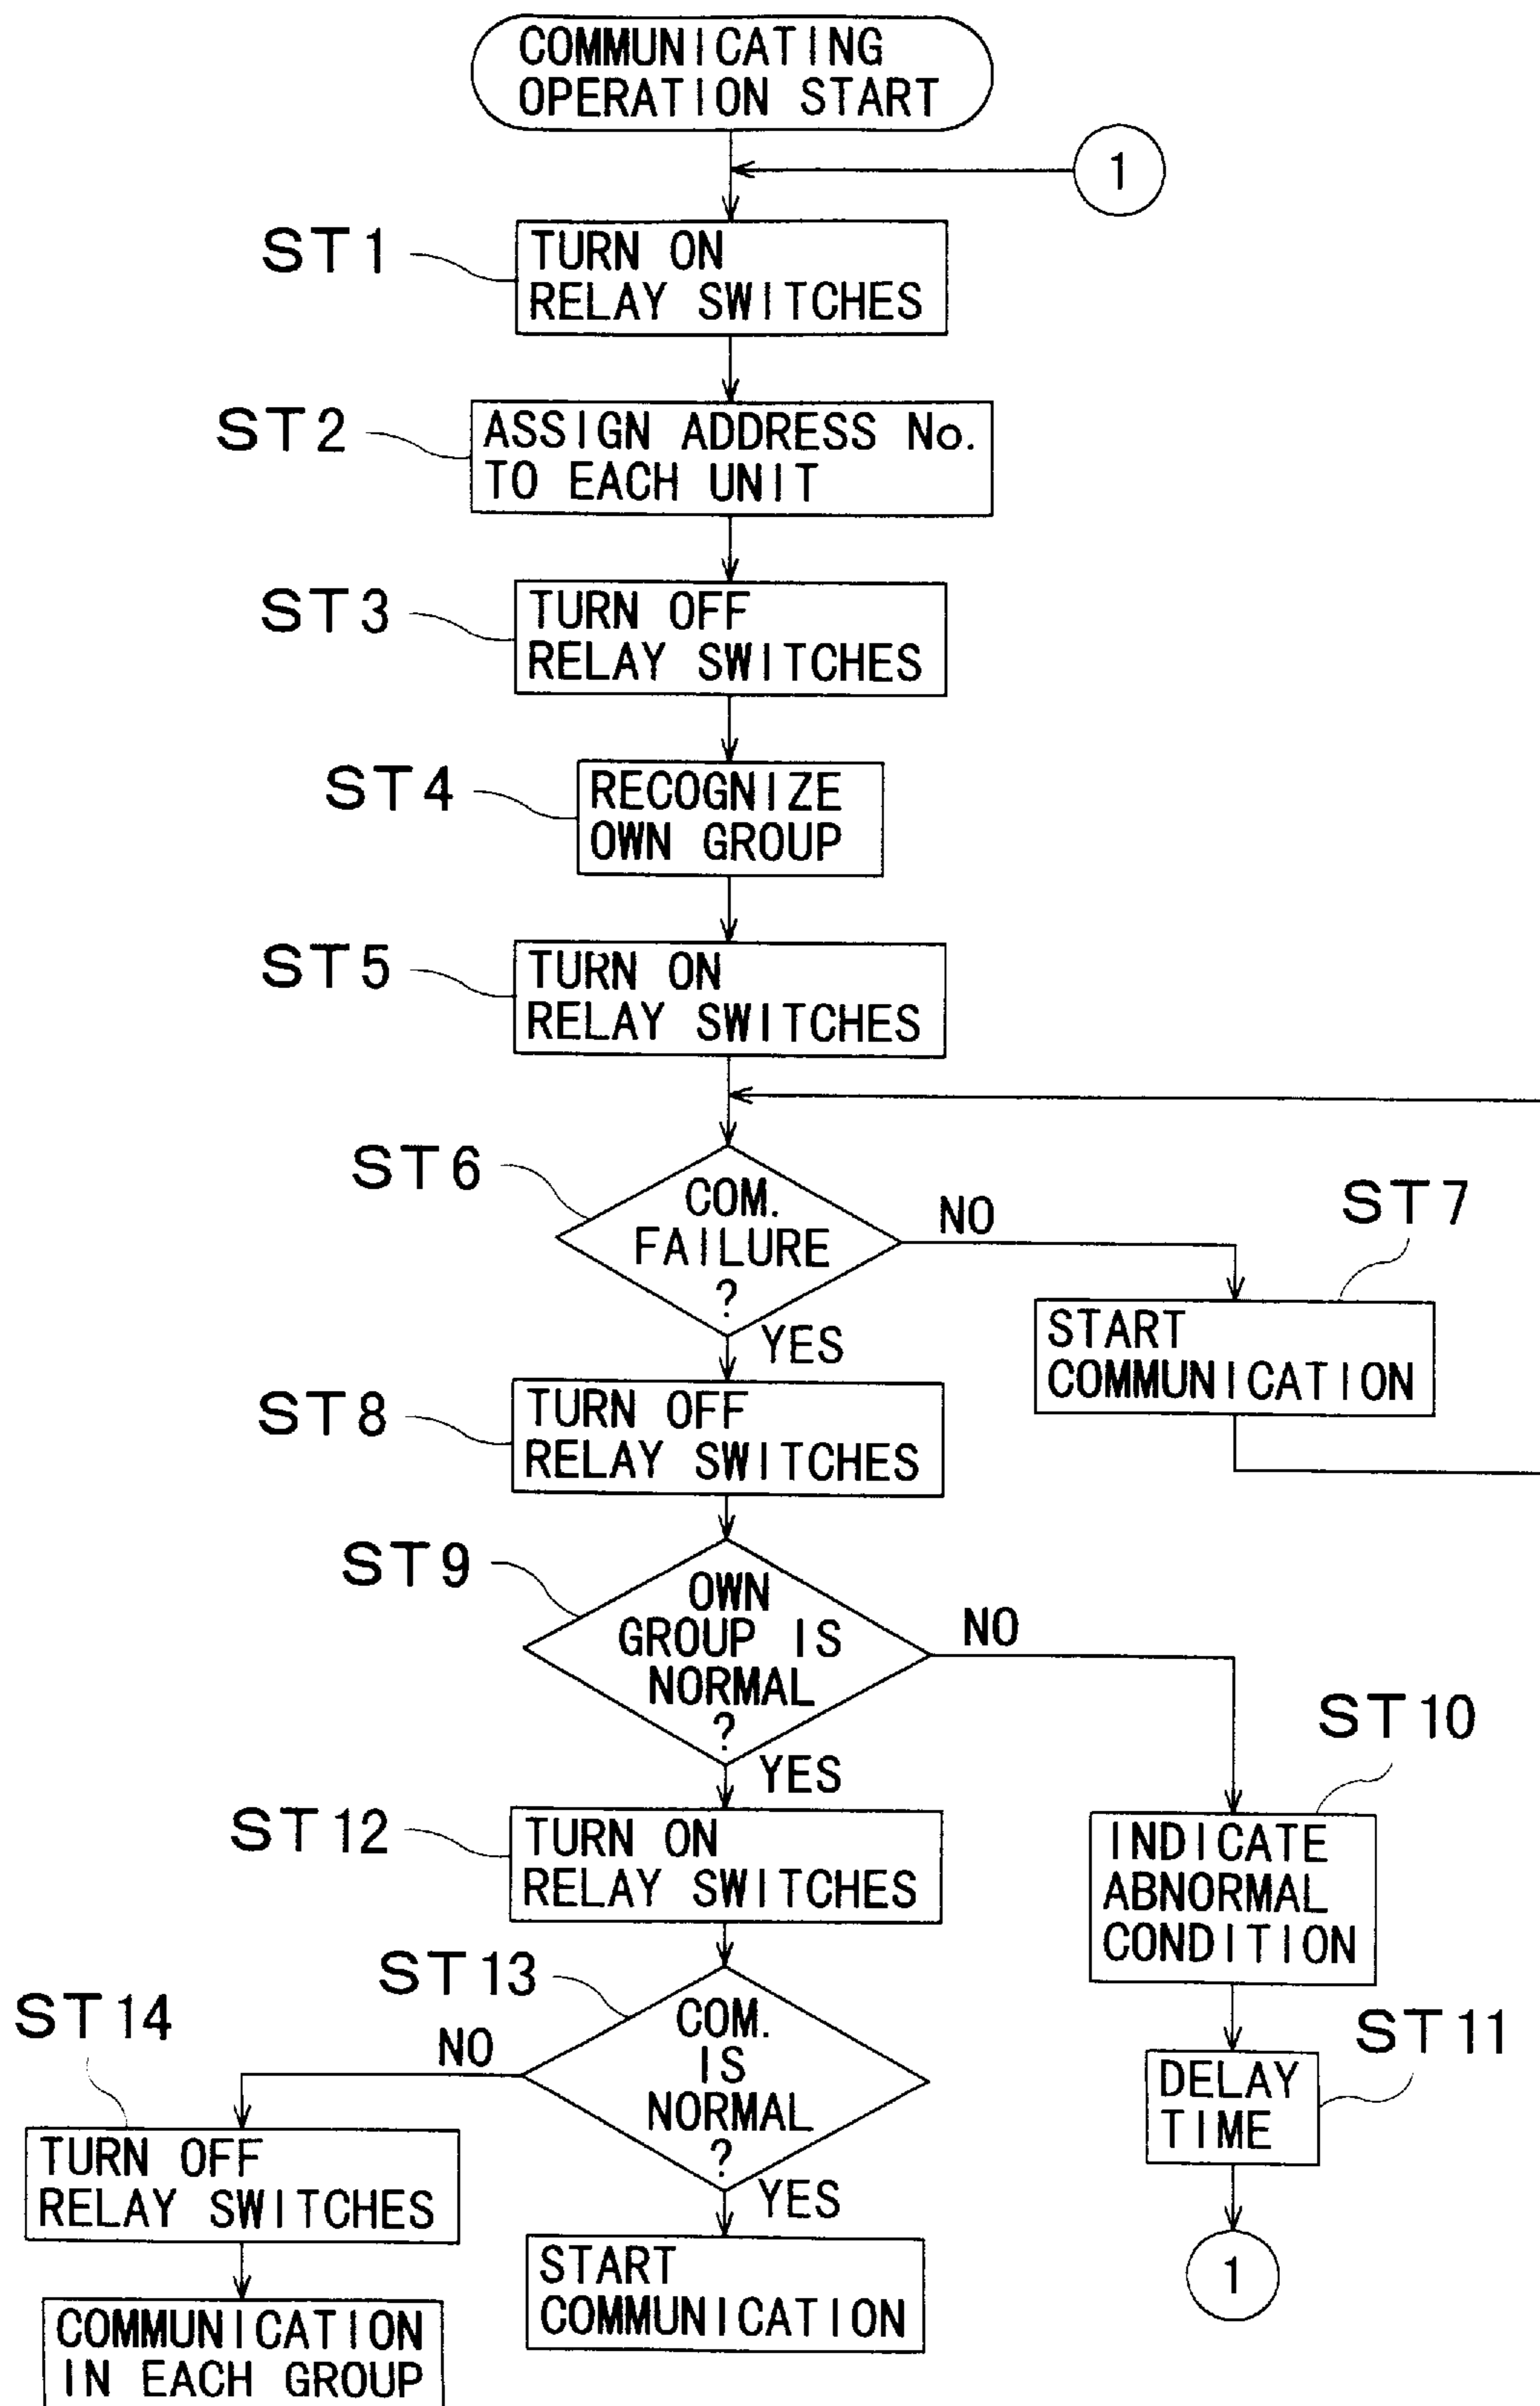 COMMUNICATING
OPERATION START
1
ST1
TURN ON
RELAY SWITCHES
ST2
ASSIGN ADDRESS No.
TO EACH UNIT
ST3
TURN OFF
RELAY SWITCHES
ST4
RECOGNIZE
OWN GROUP
ST5
TURN ON
RELAY SWITCHES
ST6
COM.
FAILURE
?
NO
YES
ST7
START
COMMUNICATION
ST8
TURN OFF
RELAY SWITCHES
ST9
OWN
GROUP IS
NORMAL
?
NO
YES
ST10
INDICATE
ABNORMAL
CONDITION
ST11
DELAY
TIME
1
ST12
TURN ON
RELAY SWITCHES
ST13
COM.
IS
NORMAL
?
NO
YES
ST14
TURN OFF
RELAY SWITCHES
COMMUNICATION
IN EACH GROUP
START
COMMUNICATION